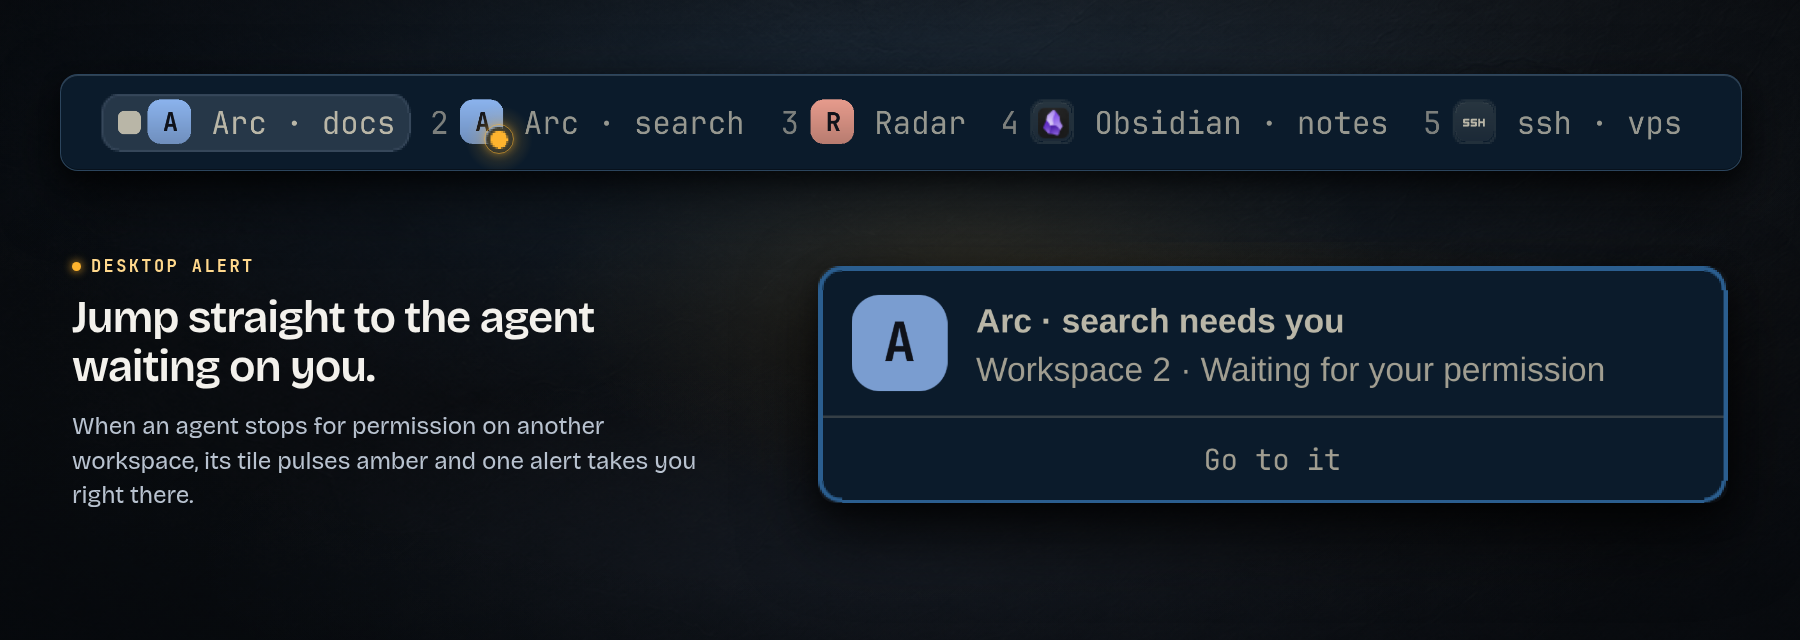 A Arc · docs 2 A Arc · search 3 R Radar 4 Obsidian · notes 5 SSH ssh · vps
DESKTOP ALERT
Jump straight to the agent
waiting on you.
When an agent stops for permission on another
workspace, its tile pulses amber and one alert takes you
right there.
A
Arc · search needs you
Workspace 2 · Waiting for your permission
Go to it